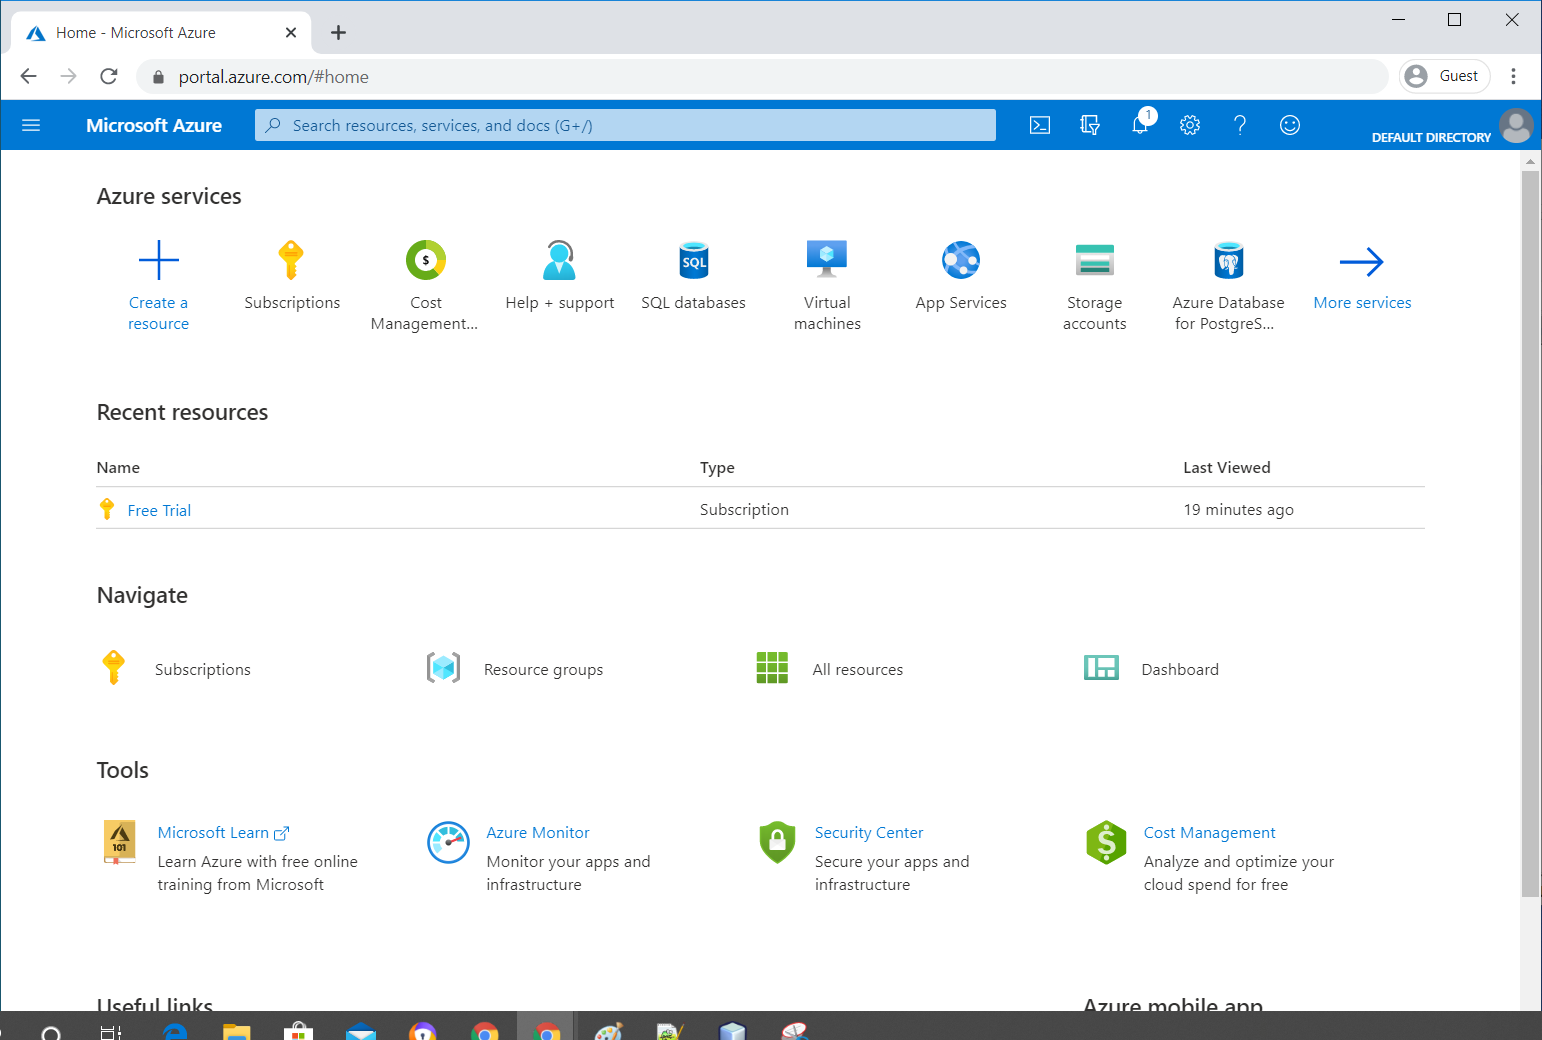 Home - Microsoft Azure
portal.azure.com/#home
Guest
Microsoft Azure
Search resources, services, and docs (G+/)
1
DEFAULT DIRECTORY
Azure services
Create a
resource
Subscriptions
$
Cost
Management...
Help + support
SQL
SQL databases
Virtual
machines
App Services
Storage
accounts
Azure Database
for PostgreS...
More services
Recent resources
Name Type Last Viewed
Free Trial Subscription 19 minutes ago
Navigate
Subscriptions Resource groups All resources Dashboard
Tools
101
Microsoft Learn
Learn Azure with free online
training from Microsoft
Azure Monitor
Monitor your apps and
infrastructure
Security Center
Secure your apps and
infrastructure
$
Cost Management
Analyze and optimize your
cloud spend for free
Useful links
Azure mobile app